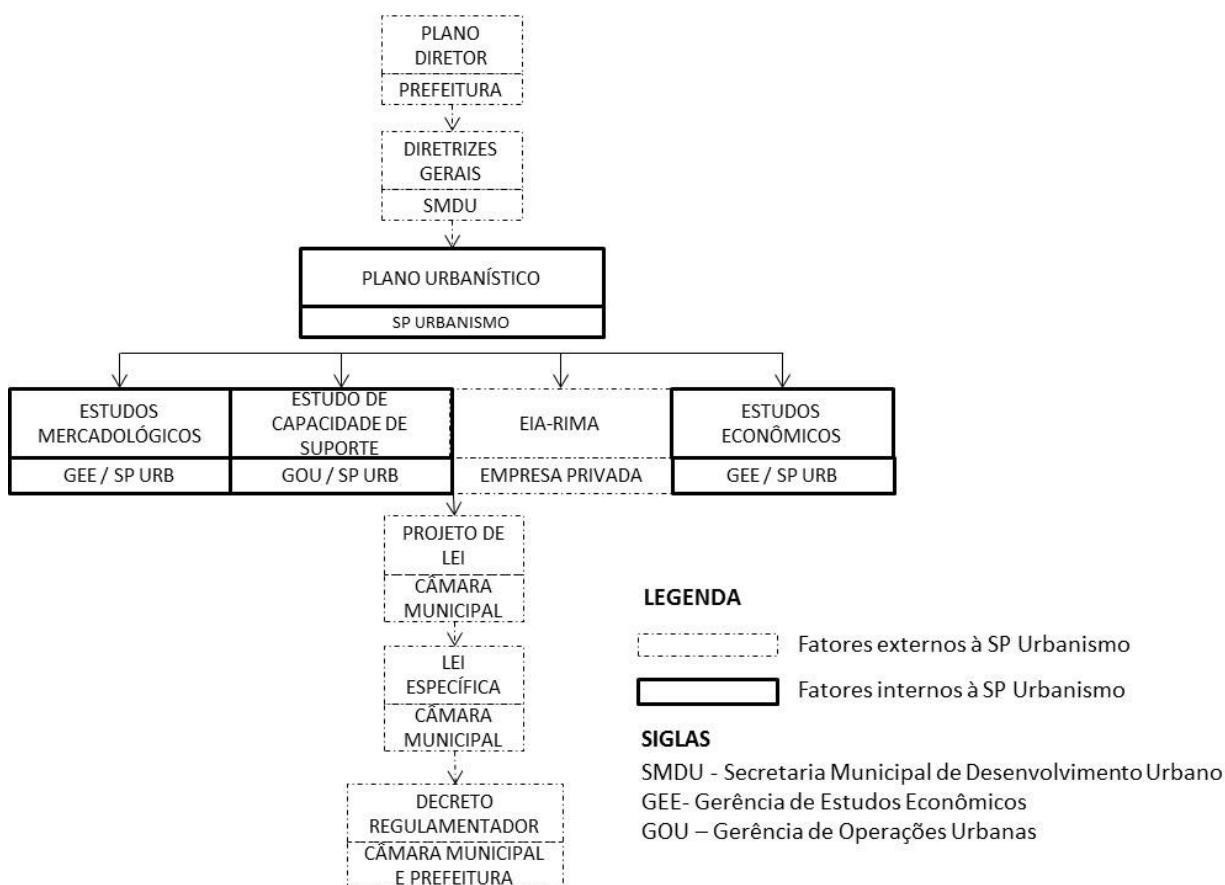 PLANO
DIRETOR
PREFEITURA
DIRETRIZES
GERAIS
SMDU
PLANO URBANÍSTICO
SP URBANISMO
ESTUDOS
MERCADOLÓGICOS
GEE / SP URB
ESTUDO DE
CAPACIDADE DE
SUPORTE
GOU / SP URB
EIA-RIMA
EMPRESA PRIVADA
ESTUDOS
ECONÔMICOS
GEE / SP URB
PROJETO DE
LEI
CÂMARA
MUNICIPAL
LEI
ESPECÍFICA
CÂMARA
MUNICIPAL
DECRETO
REGULAMENTADOR
CÂMARA MUNICIPAL
E PREFEITURA
LEGENDA
Fatores externos à SP Urbanismo
Fatores internos à SP Urbanismo
SIGLAS
SMDU - Secretaria Municipal de Desenvolvimento Urbano
GEE- Gerência de Estudos Econômicos
GOU – Gerência de Operações Urbanas